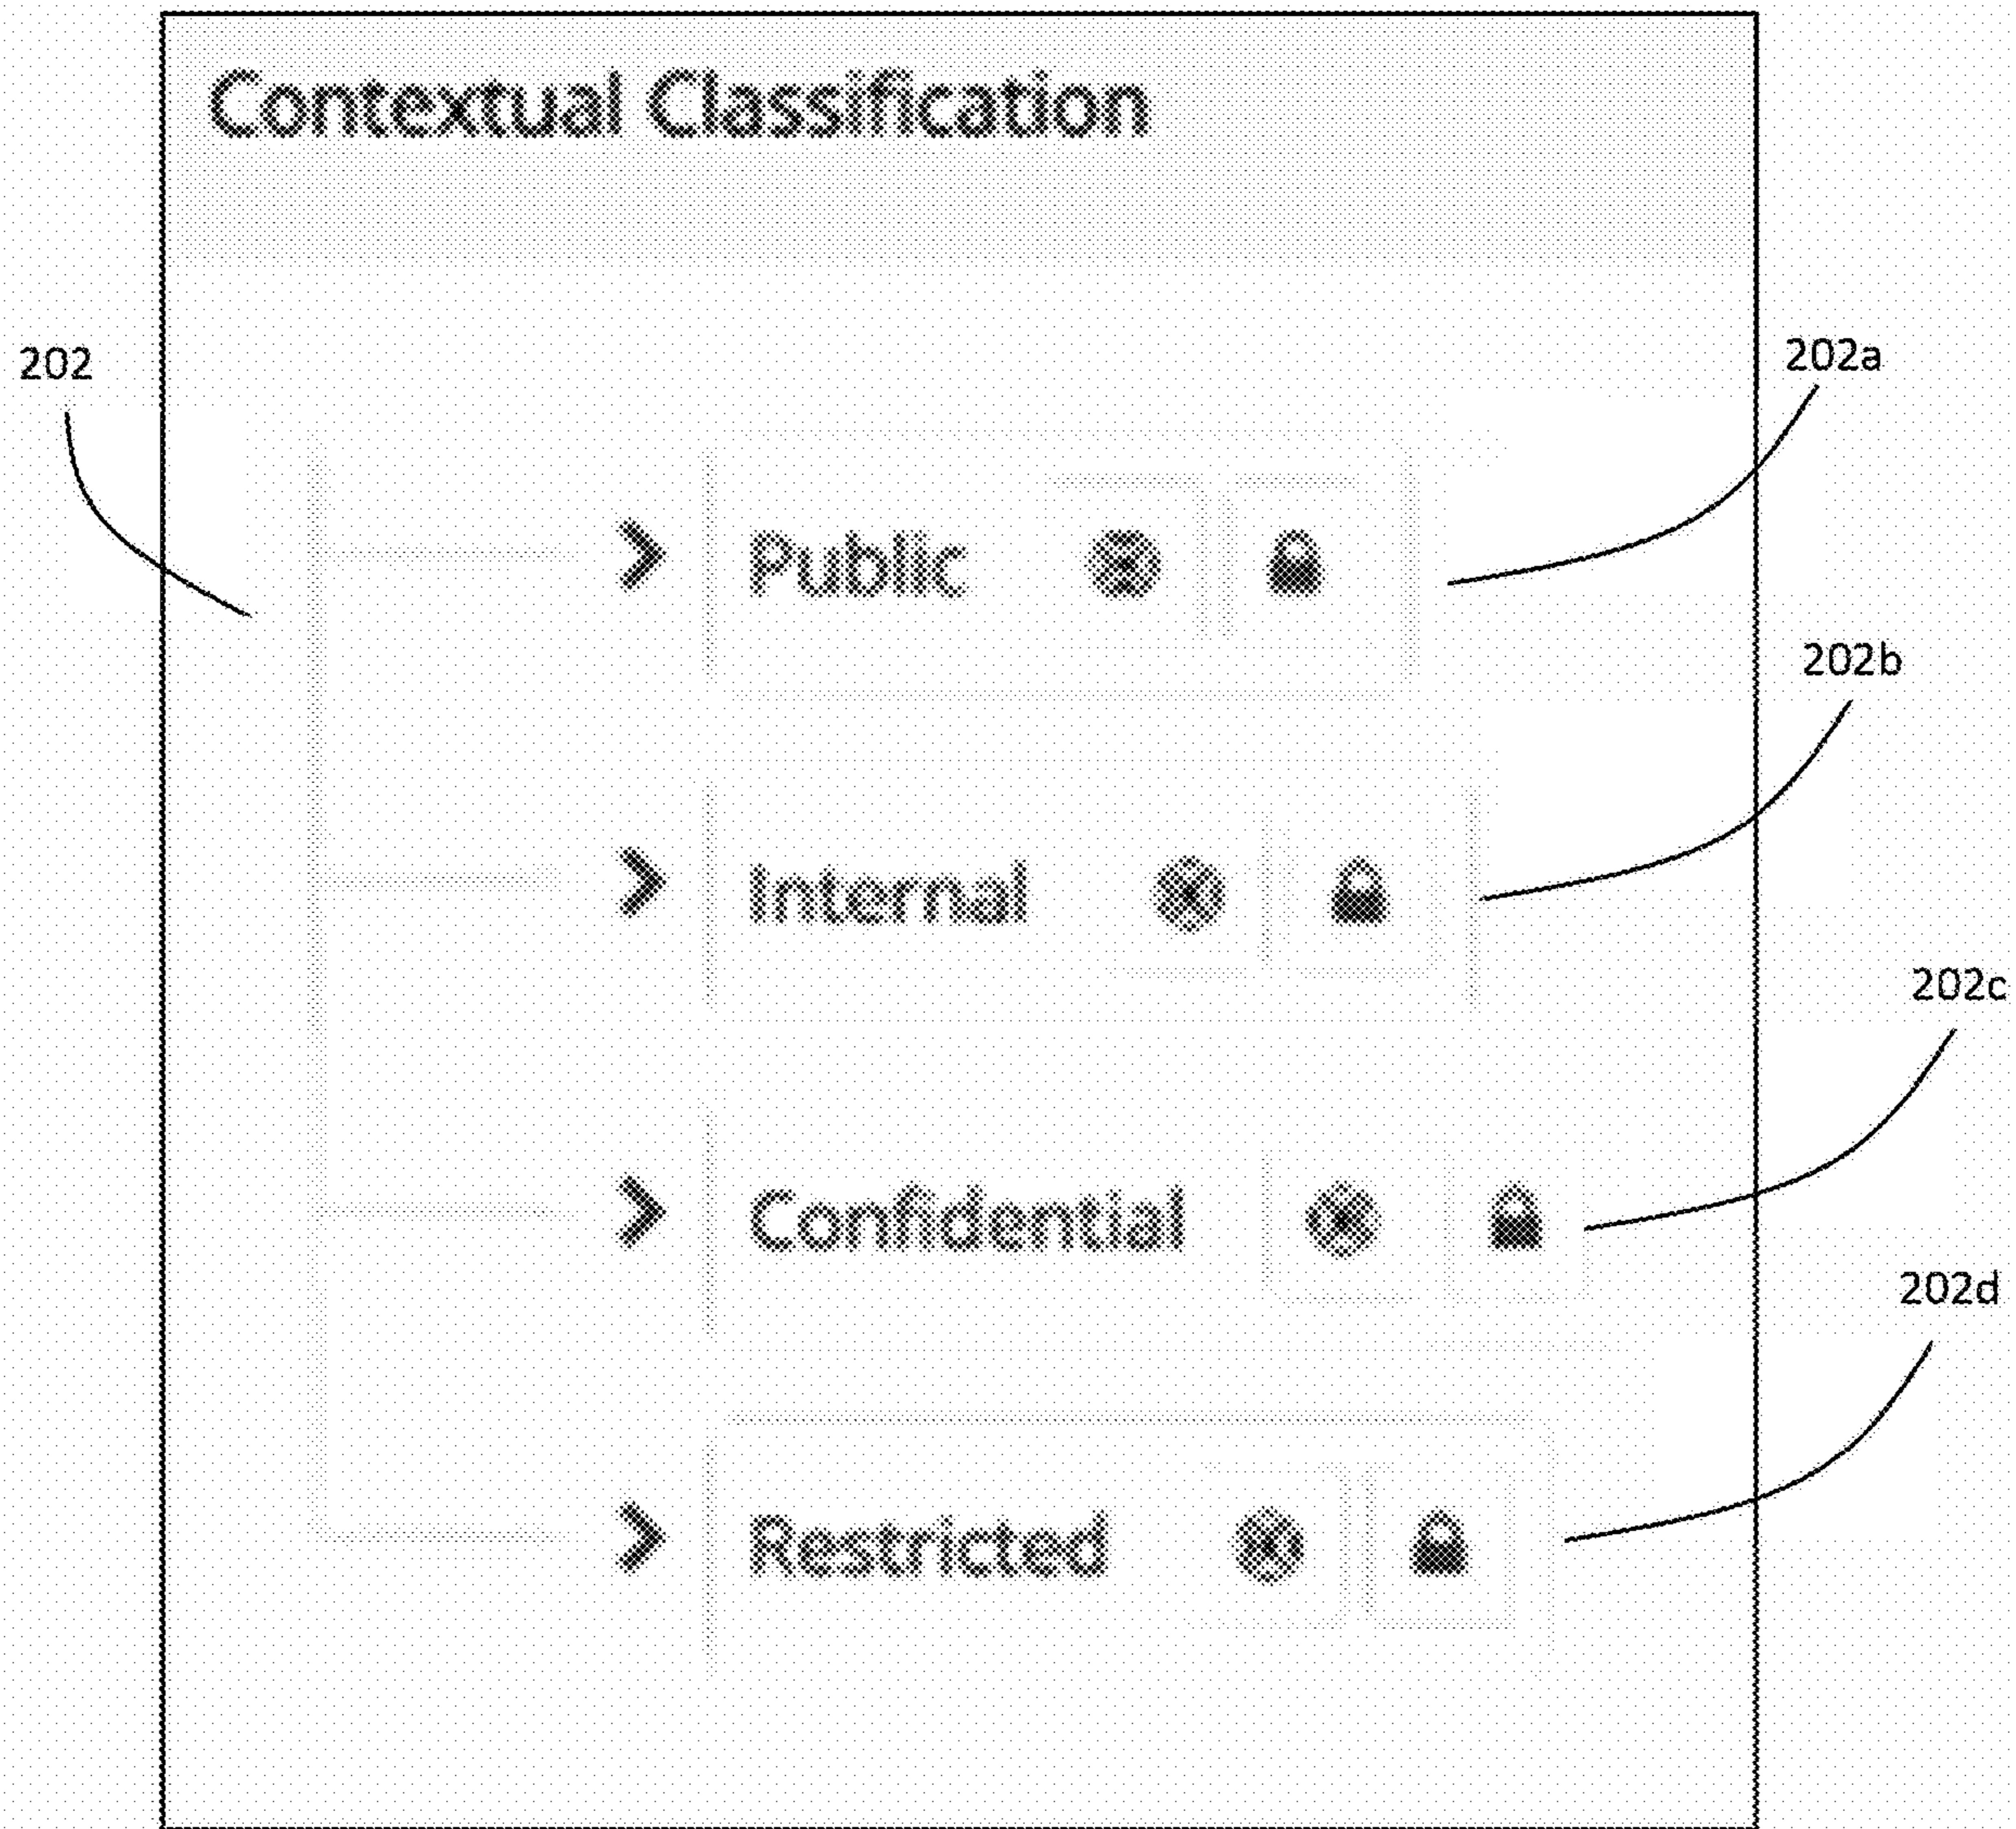 Contextual Classification
202
202a
Public
202b
Internal
202c
Confidential
202d
Restricted